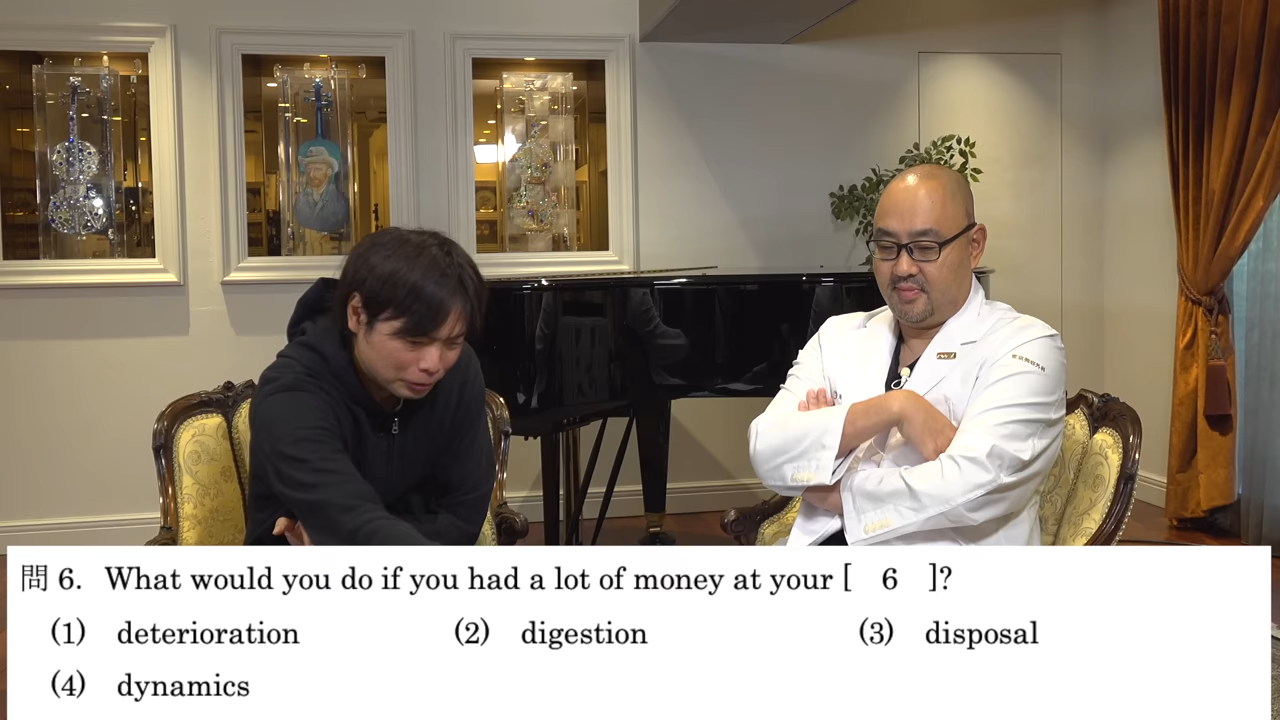 問 6. What would you do if you had a lot of money at your [ 6 ]?
(1) deterioration (2) digestion (3) disposal
(4) dynamics